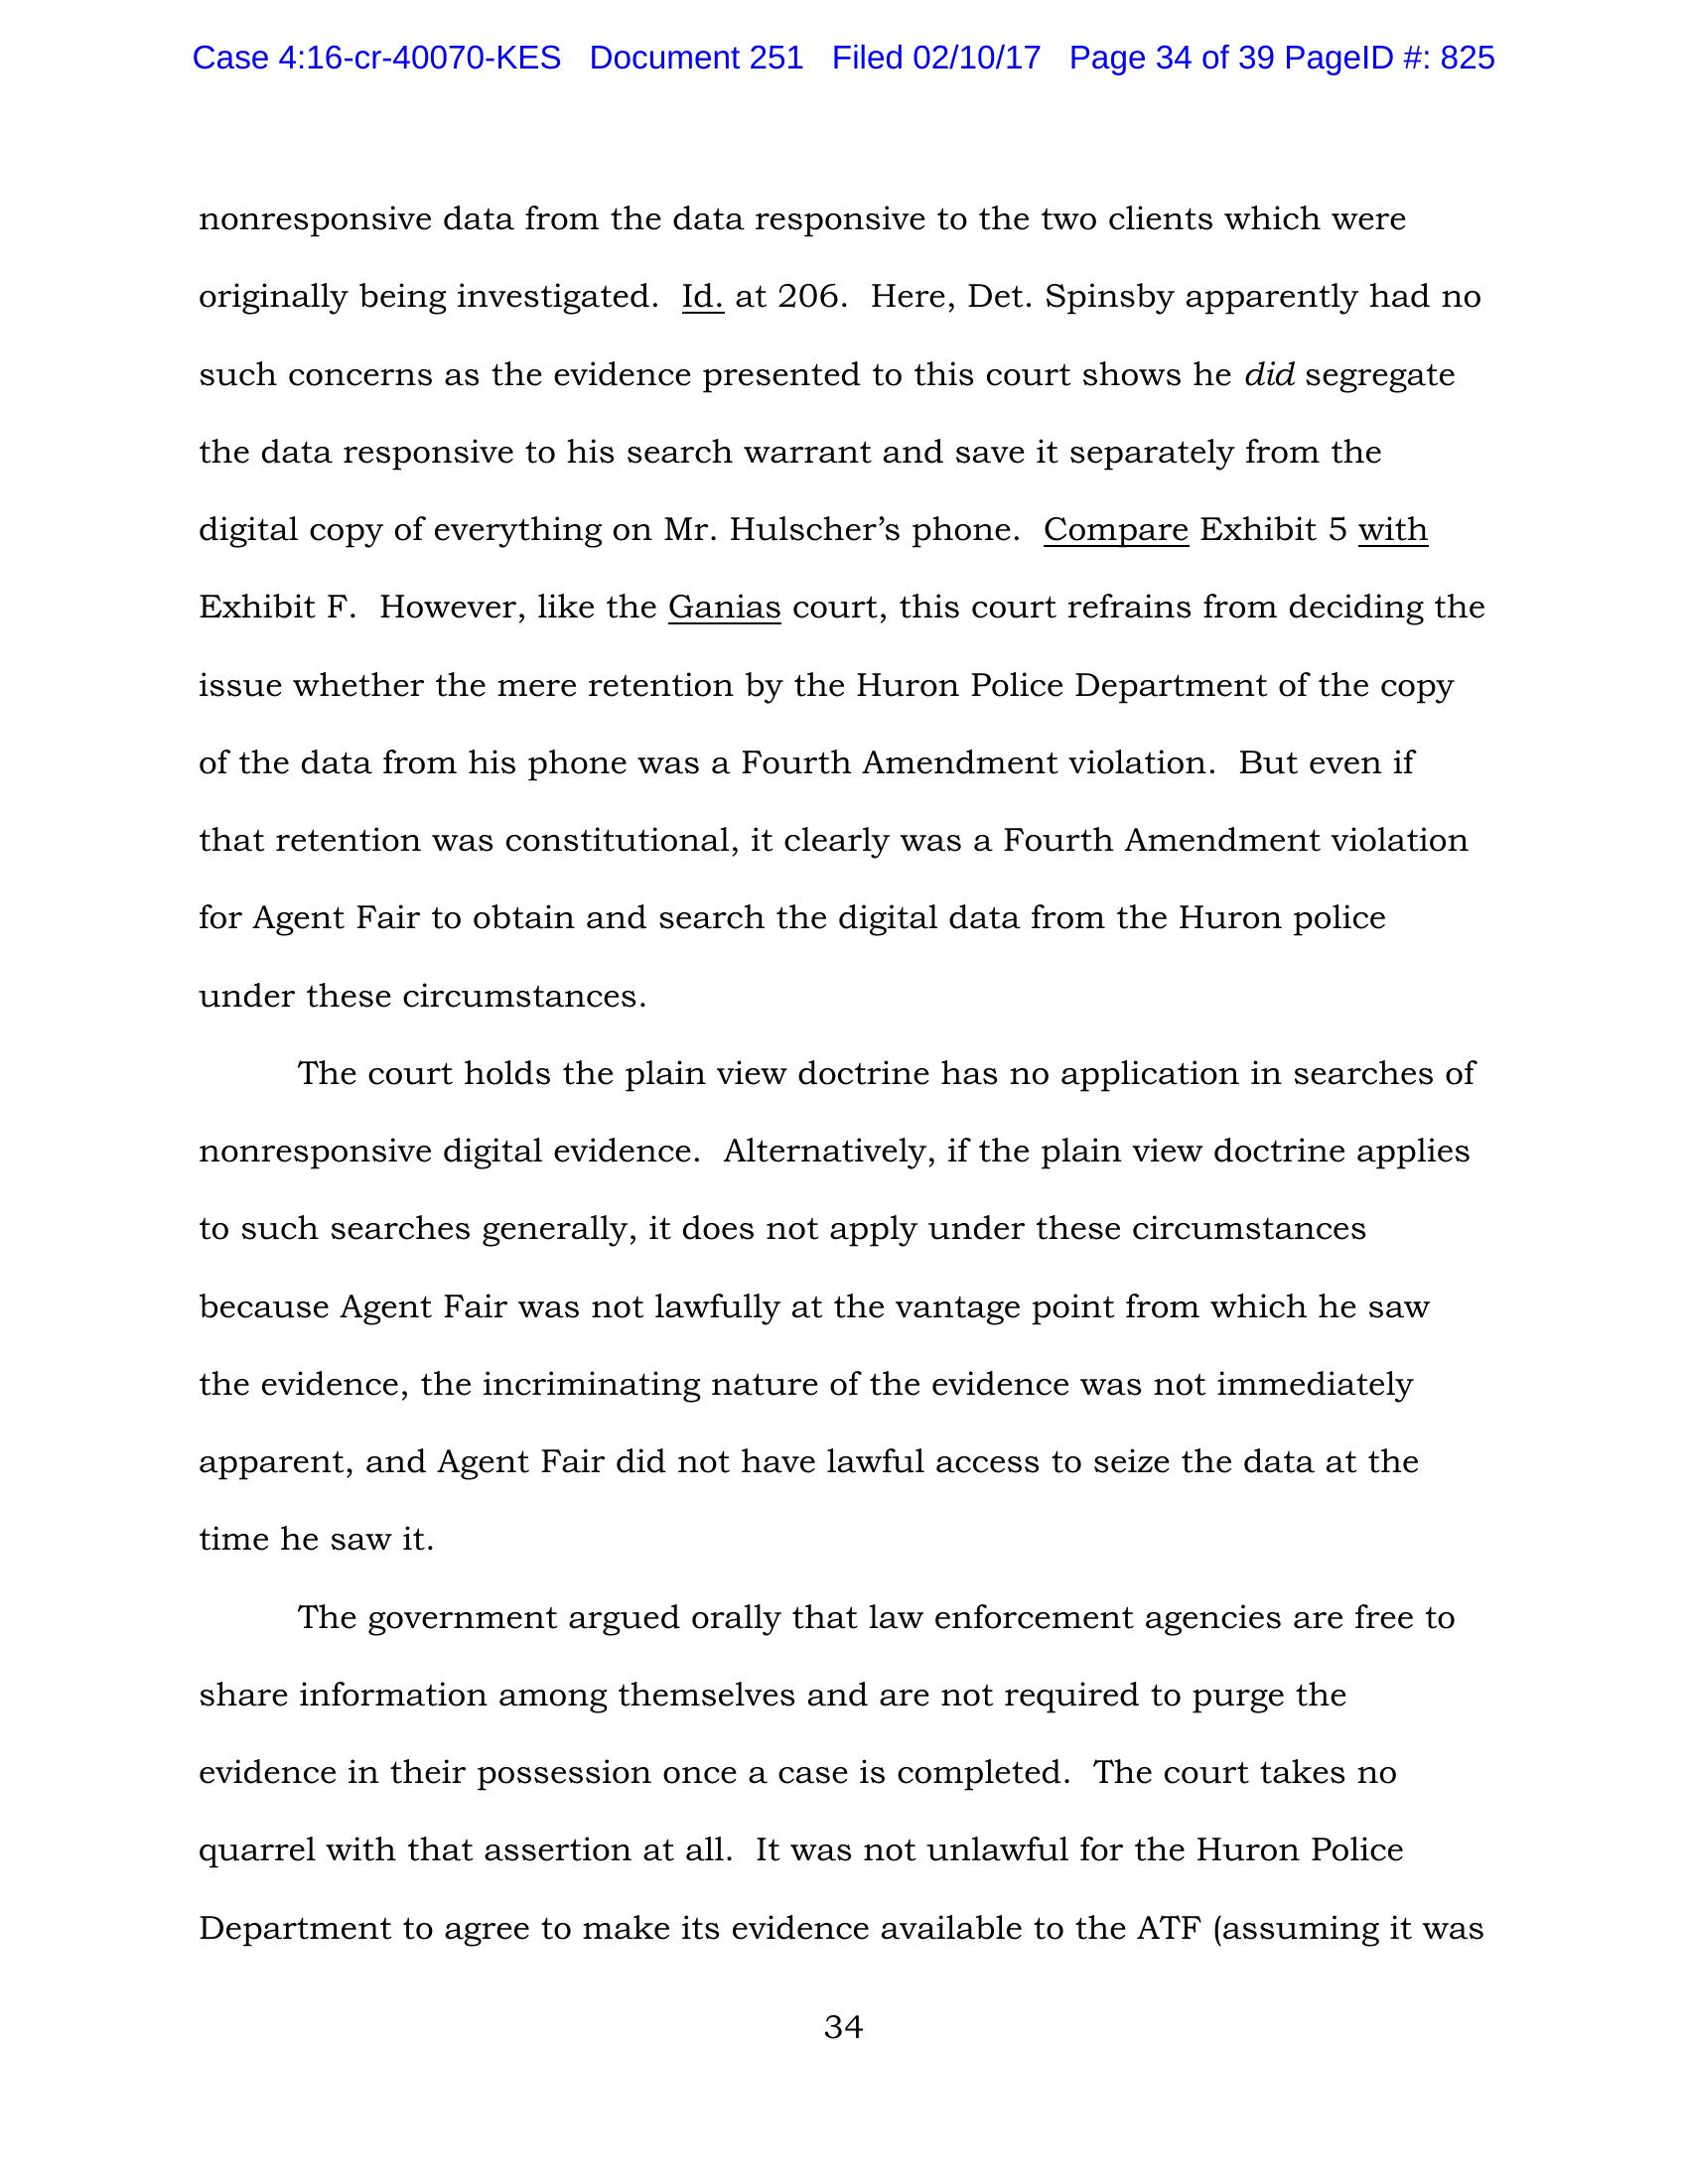 Case 4:16-cr-40070-KES Document 251 Filed 02/10/17 Page 34 of 39 PageID #: 825
nonresponsive data from the data responsive to the two clients which were
originally being investigated. Id. at 206. Here, Det. Spinsby apparently had no
such concerns as the evidence presented to this court shows he did segregate
the data responsive to his search warrant and save it separately from the
digital copy of everything on Mr. Hulscher’s phone. Compare Exhibit 5 with
Exhibit F. However, like the Ganias court, this court refrains from deciding the
issue whether the mere retention by the Huron Police Department of the copy
of the data from his phone was a Fourth Amendment violation. But even if
that retention was constitutional, it clearly was a Fourth Amendment violation
for Agent Fair to obtain and search the digital data from the Huron police
under these circumstances.
The court holds the plain view doctrine has no application in searches of
nonresponsive digital evidence. Alternatively, if the plain view doctrine applies
to such searches generally, it does not apply under these circumstances
because Agent Fair was not lawfully at the vantage point from which he saw
the evidence, the incriminating nature of the evidence was not immediately
apparent, and Agent Fair did not have lawful access to seize the data at the
time he saw it.
The government argued orally that law enforcement agencies are free to
share information among themselves and are not required to purge the
evidence in their possession once a case is completed. The court takes no
quarrel with that assertion at all. It was not unlawful for the Huron Police
Department to agree to make its evidence available to the ATF (assuming it was
34